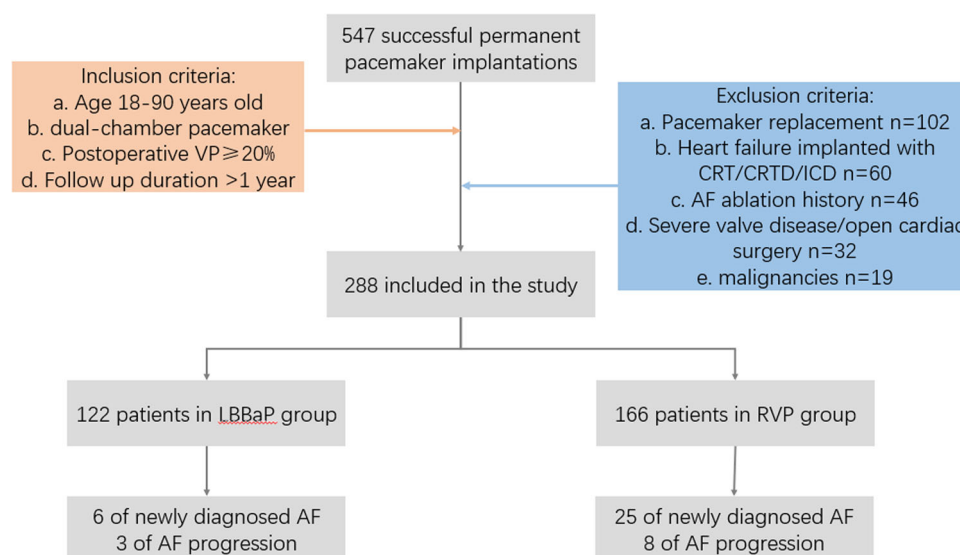 547 successful permanent
pacemaker implantations
Inclusion criteria:
a. Age 18-90 years old
b. dual-chamber pacemaker
c. Postoperative VP≥20%
d. Follow up duration >1 year
Exclusion criteria:
a. Pacemaker replacement n=102
b. Heart failure implanted with
CRT/CRTD/ICD n=60
c. AF ablation history n=46
d. Severe valve disease/open cardiac
surgery n=32
e. malignancies n=19
288 included in the study
122 patients in LBBaP group
166 patients in RVP group
6 of newly diagnosed AF
3 of AF progression
25 of newly diagnosed AF
8 of AF progression